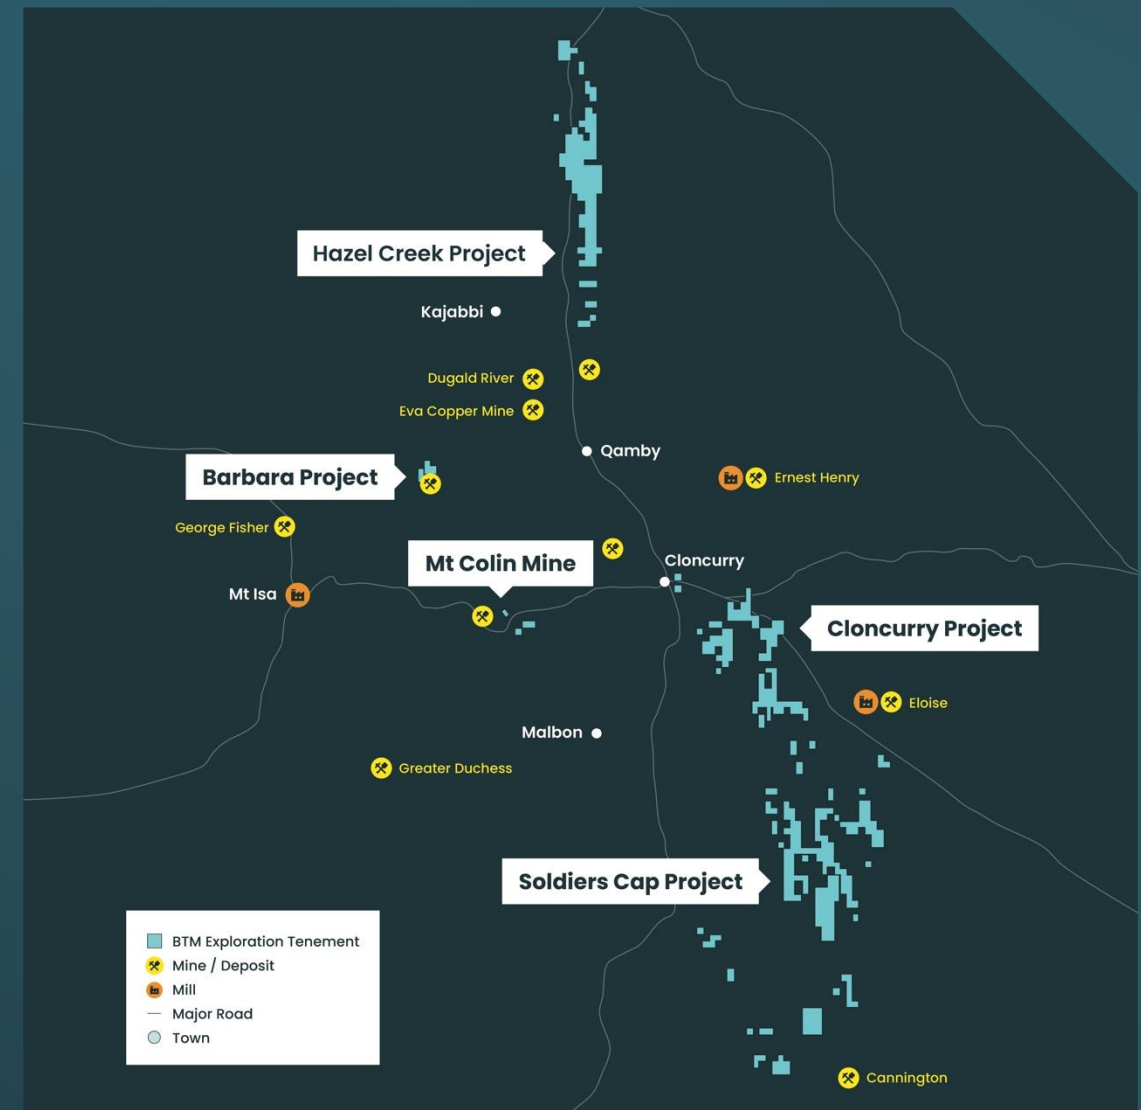 Hazel Creek Project
Kajabbi
Dugald River
Eva Copper Mine
Qamby
Barbara Project
Ernest Henry
George Fisher
Mt Colin Mine
Cloncurry
Mt Isa
Cloncurry Project
Eloise
Malbon
Greater Duchess
Soldiers Cap Project
BTM Exploration Tenement
Mine / Deposit
Mill
Major Road
Town
Cannington